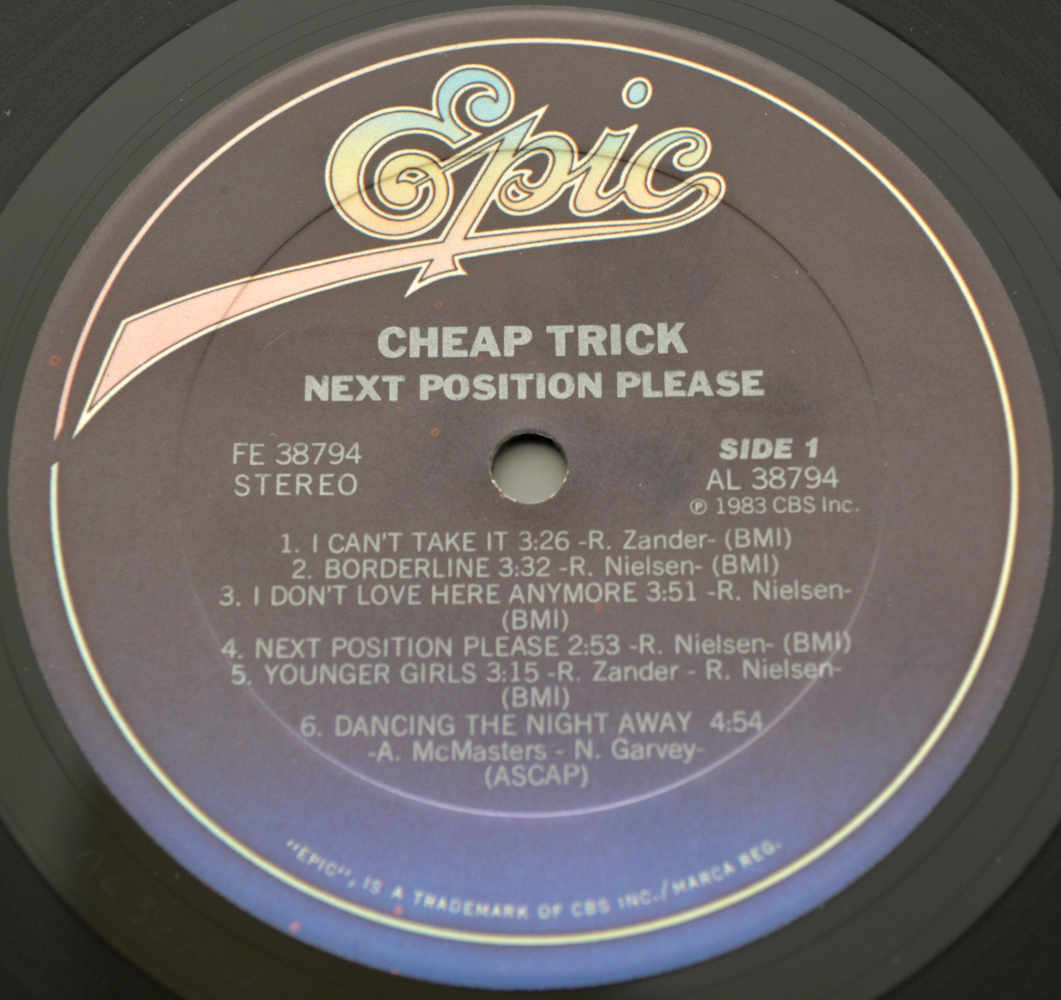 Epic
CHEAP TRICK
NEXT POSITION PLEASE
FE 38794
STEREO
SIDE 1
AL 38794
℗ 1983 CBS Inc.
1. I CAN'T TAKE IT 3:26 -R. Zander- (BMI)
2. BORDERLINE 3:32 -R. Nielsen- (BMI)
3. I DON'T LOVE HERE ANYMORE 3:51 -R. Nielsen-
(BMI)
4. NEXT POSITION PLEASE 2:53 -R. Nielsen- (BMI)
5. YOUNGER GIRLS 3:15 -R. Zander - R. Nielsen-
(BMI)
6. DANCING THE NIGHT AWAY 4:54
-A. McMasters - N. Garvey-
(ASCAP)
"EPIC", IS A TRADEMARK OF CBS INC./MARCA REG.